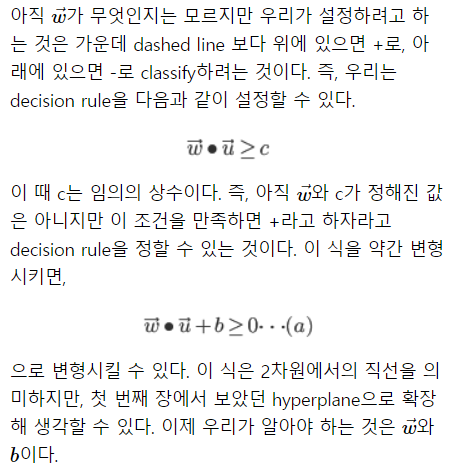 아직 $\vec{w}$가 무엇인지는 모르지만 우리가 설정하려고 하
는 것은 가운데 dashed line 보다 위에 있으면 +로, 아
래에 있으면 -로 classify하려는 것이다. 즉, 우리는
decision rule을 다음과 같이 설정할 수 있다.
$\vec{w} \bullet \vec{u} \geq c$
이 때 c는 임의의 상수이다. 즉, 아직 $\vec{w}$와 c가 정해진 값
은 아니지만 이 조건을 만족하면 +라고 하자라고
decision rule을 정할 수 있는 것이다. 이 식을 약간 변형
시키면,
$\vec{w} \bullet \vec{u} + b \geq 0 \cdots (a)$
으로 변형시킬 수 있다. 이 식은 2차원에서의 직선을 의
미하지만, 첫 번째 장에서 보았던 hyperplane으로 확장
해 생각할 수 있다. 이제 우리가 알아야 하는 것은 $\vec{w}$와
$b$이다.